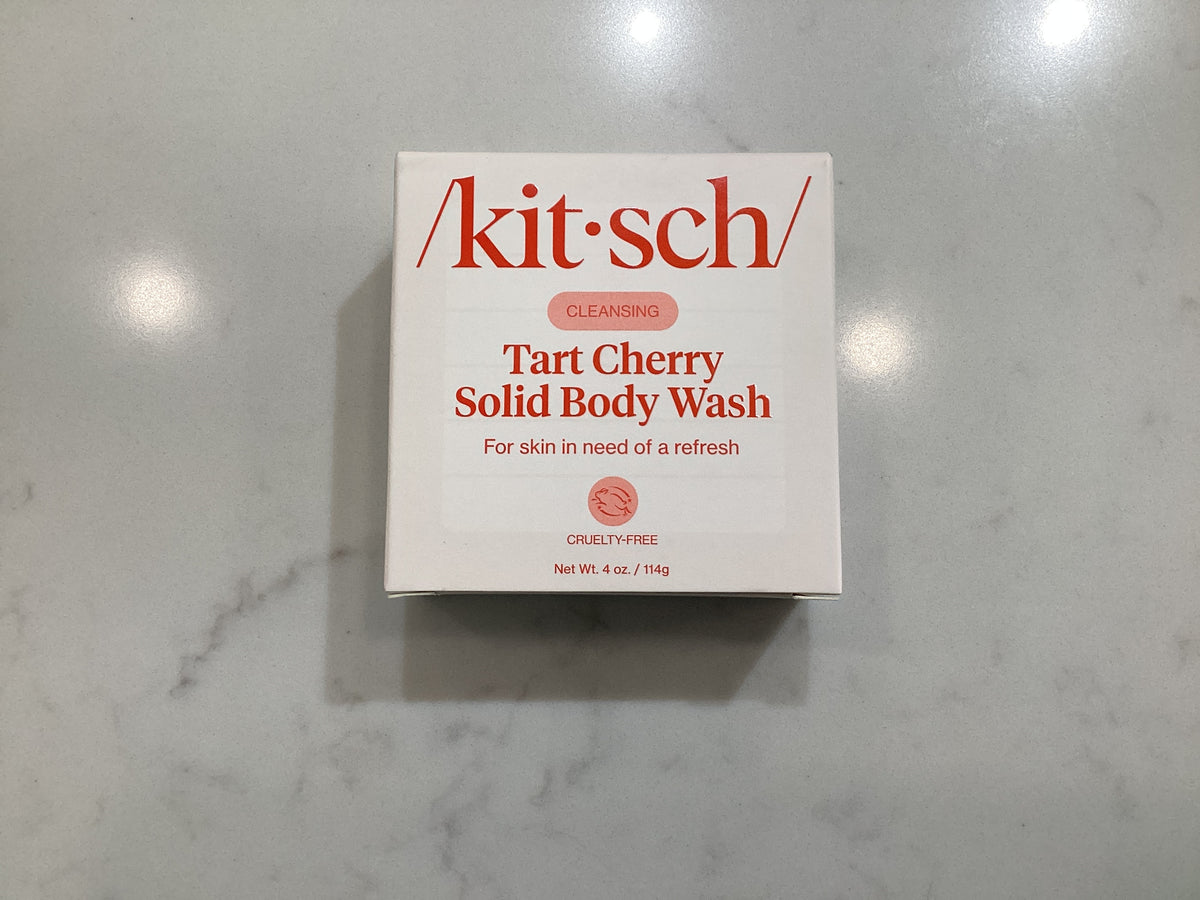 /kit·sch/
CLEANSING
Tart Cherry
Solid Body Wash
For skin in need of a refresh
CRUELTY-FREE
Net Wt. 4 oz. / 114g